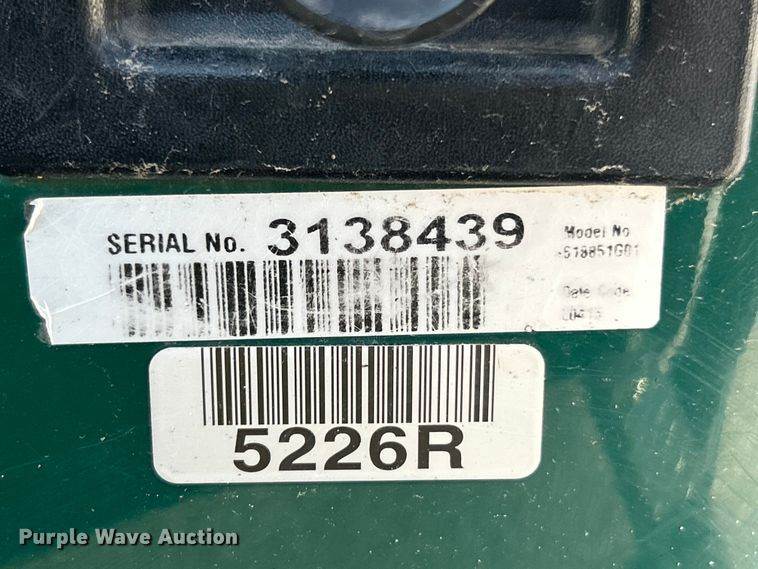 SERIAL No. 3138439
Model No
Date Code
5226R
Purple Wave Auction